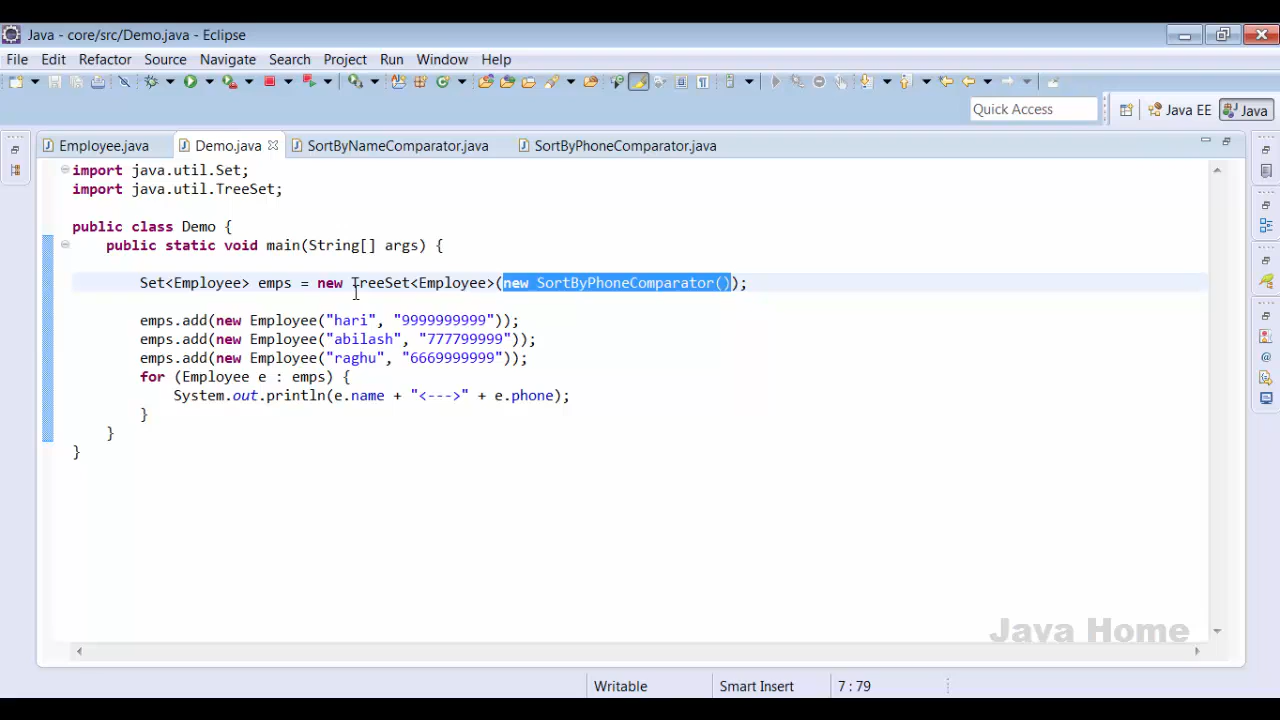 Java - core/src/Demo.java - Eclipse
File Edit Refactor Source Navigate Search Project Run Window Help
Quick Access
Java EE
Java
Employee.java
Demo.java
SortByNameComparator.java
SortByPhoneComparator.java
import java.util.Set;
import java.util.TreeSet;
public class Demo {
public static void main(String[] args) {
Set<Employee> emps = new TreeSet<Employee>(new SortByPhoneComparator());
emps.add(new Employee("hari", "9999999999"));
emps.add(new Employee("abilash", "777799999"));
emps.add(new Employee("raghu", "6669999999"));
for (Employee e : emps) {
System.out.println(e.name + "<--->" + e.phone);
}
}
}
Java Home
Writable
Smart Insert
7 : 79